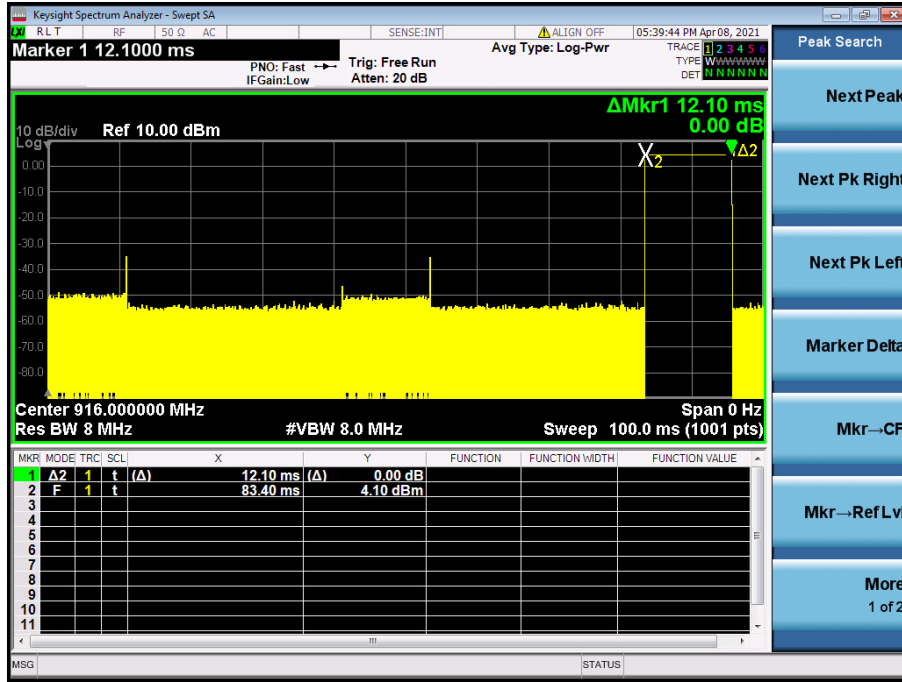 Keysight Spectrum Analyzer - Swept SA
LXI RLT RF 50 Ω AC SENSE:INT ALIGN OFF 05:39:44 PM Apr 08, 2021
Marker 1 12.1000 ms
PNO: Fast
IFGain:Low
Trig: Free Run
Atten: 20 dB
Avg Type: Log-Pwr
TRACE 1 2 3 4 5 6
TYPE WWWWWW
DET N N N N N N
Peak Search
Next Peak
Next Pk Right
Next Pk Left
Marker Delta
Mkr→CF
Mkr→Ref Lvl
More
1 of 2
ΔMkr1 12.10 ms
0.00 dB
10 dB/div Ref 10.00 dBm
Log
0.00
-10.0
-20.0
-30.0
-40.0
-50.0
-60.0
-70.0
-80.0
X2
Δ2
Center 916.000000 MHz Span 0 Hz
Res BW 8 MHz #VBW 8.0 MHz Sweep 100.0 ms (1001 pts)
MKR MODE TRC SCL X Y FUNCTION FUNCTION WIDTH FUNCTION VALUE
1 Δ2 1 t (Δ) 12.10 ms (Δ) 0.00 dB
2 F 1 t 83.40 ms 4.10 dBm
3
4
5
6
7
8
9
10
11
MSG STATUS